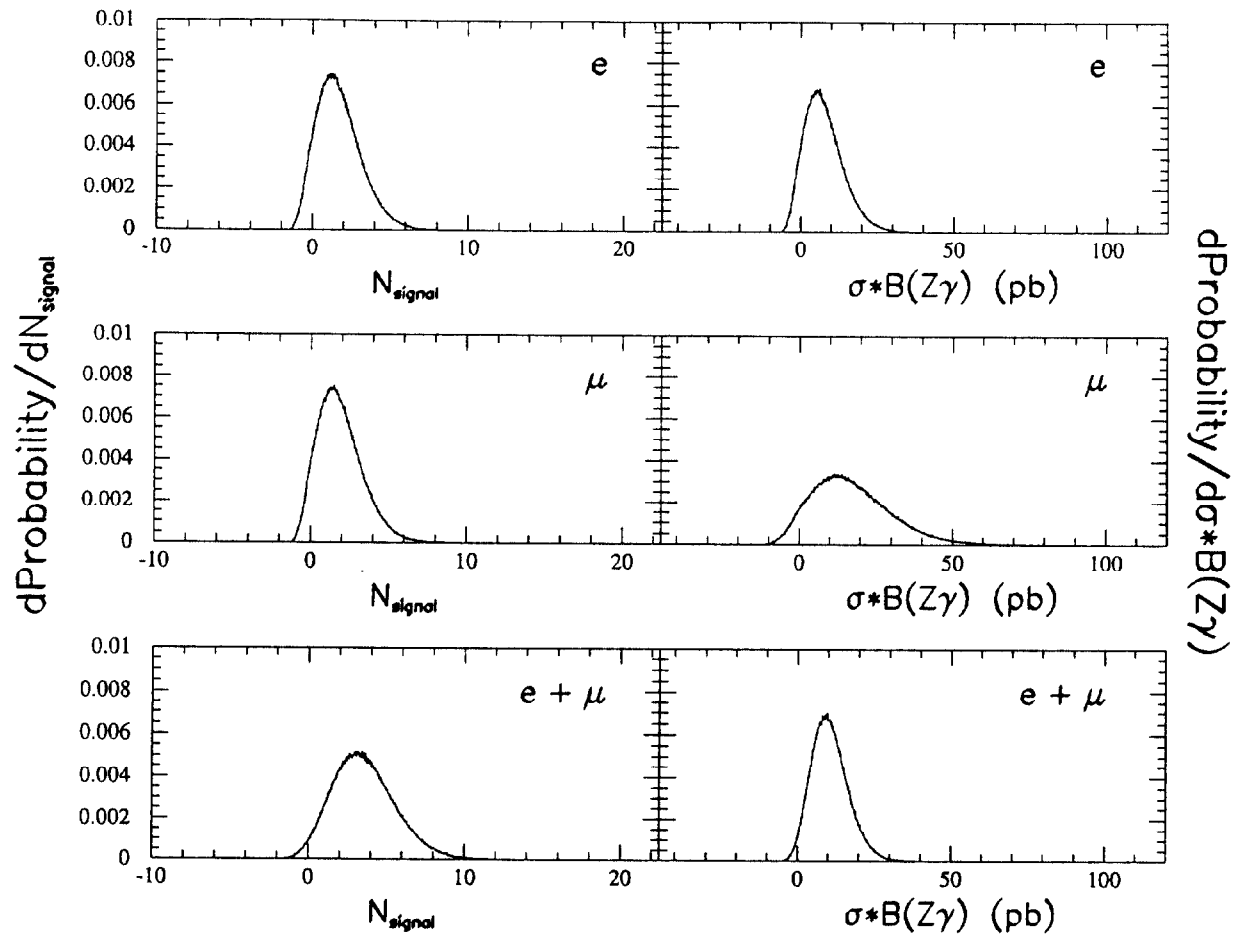 dProbability/dN_signal
0.01
0.008
0.006
0.004
0.002
0
-10 0 10 20
e
N_signal
0 50 100
e
σ*B(Zγ) (pb)
0.01
0.008
0.006
0.004
0.002
0
-10 0 10 20
μ
N_signal
0 50 100
μ
σ*B(Zγ) (pb)
0.01
0.008
0.006
0.004
0.002
0
-10 0 10 20
e + μ
N_signal
0 50 100
e + μ
σ*B(Zγ) (pb)
dProbability/dσ*B(Zγ)